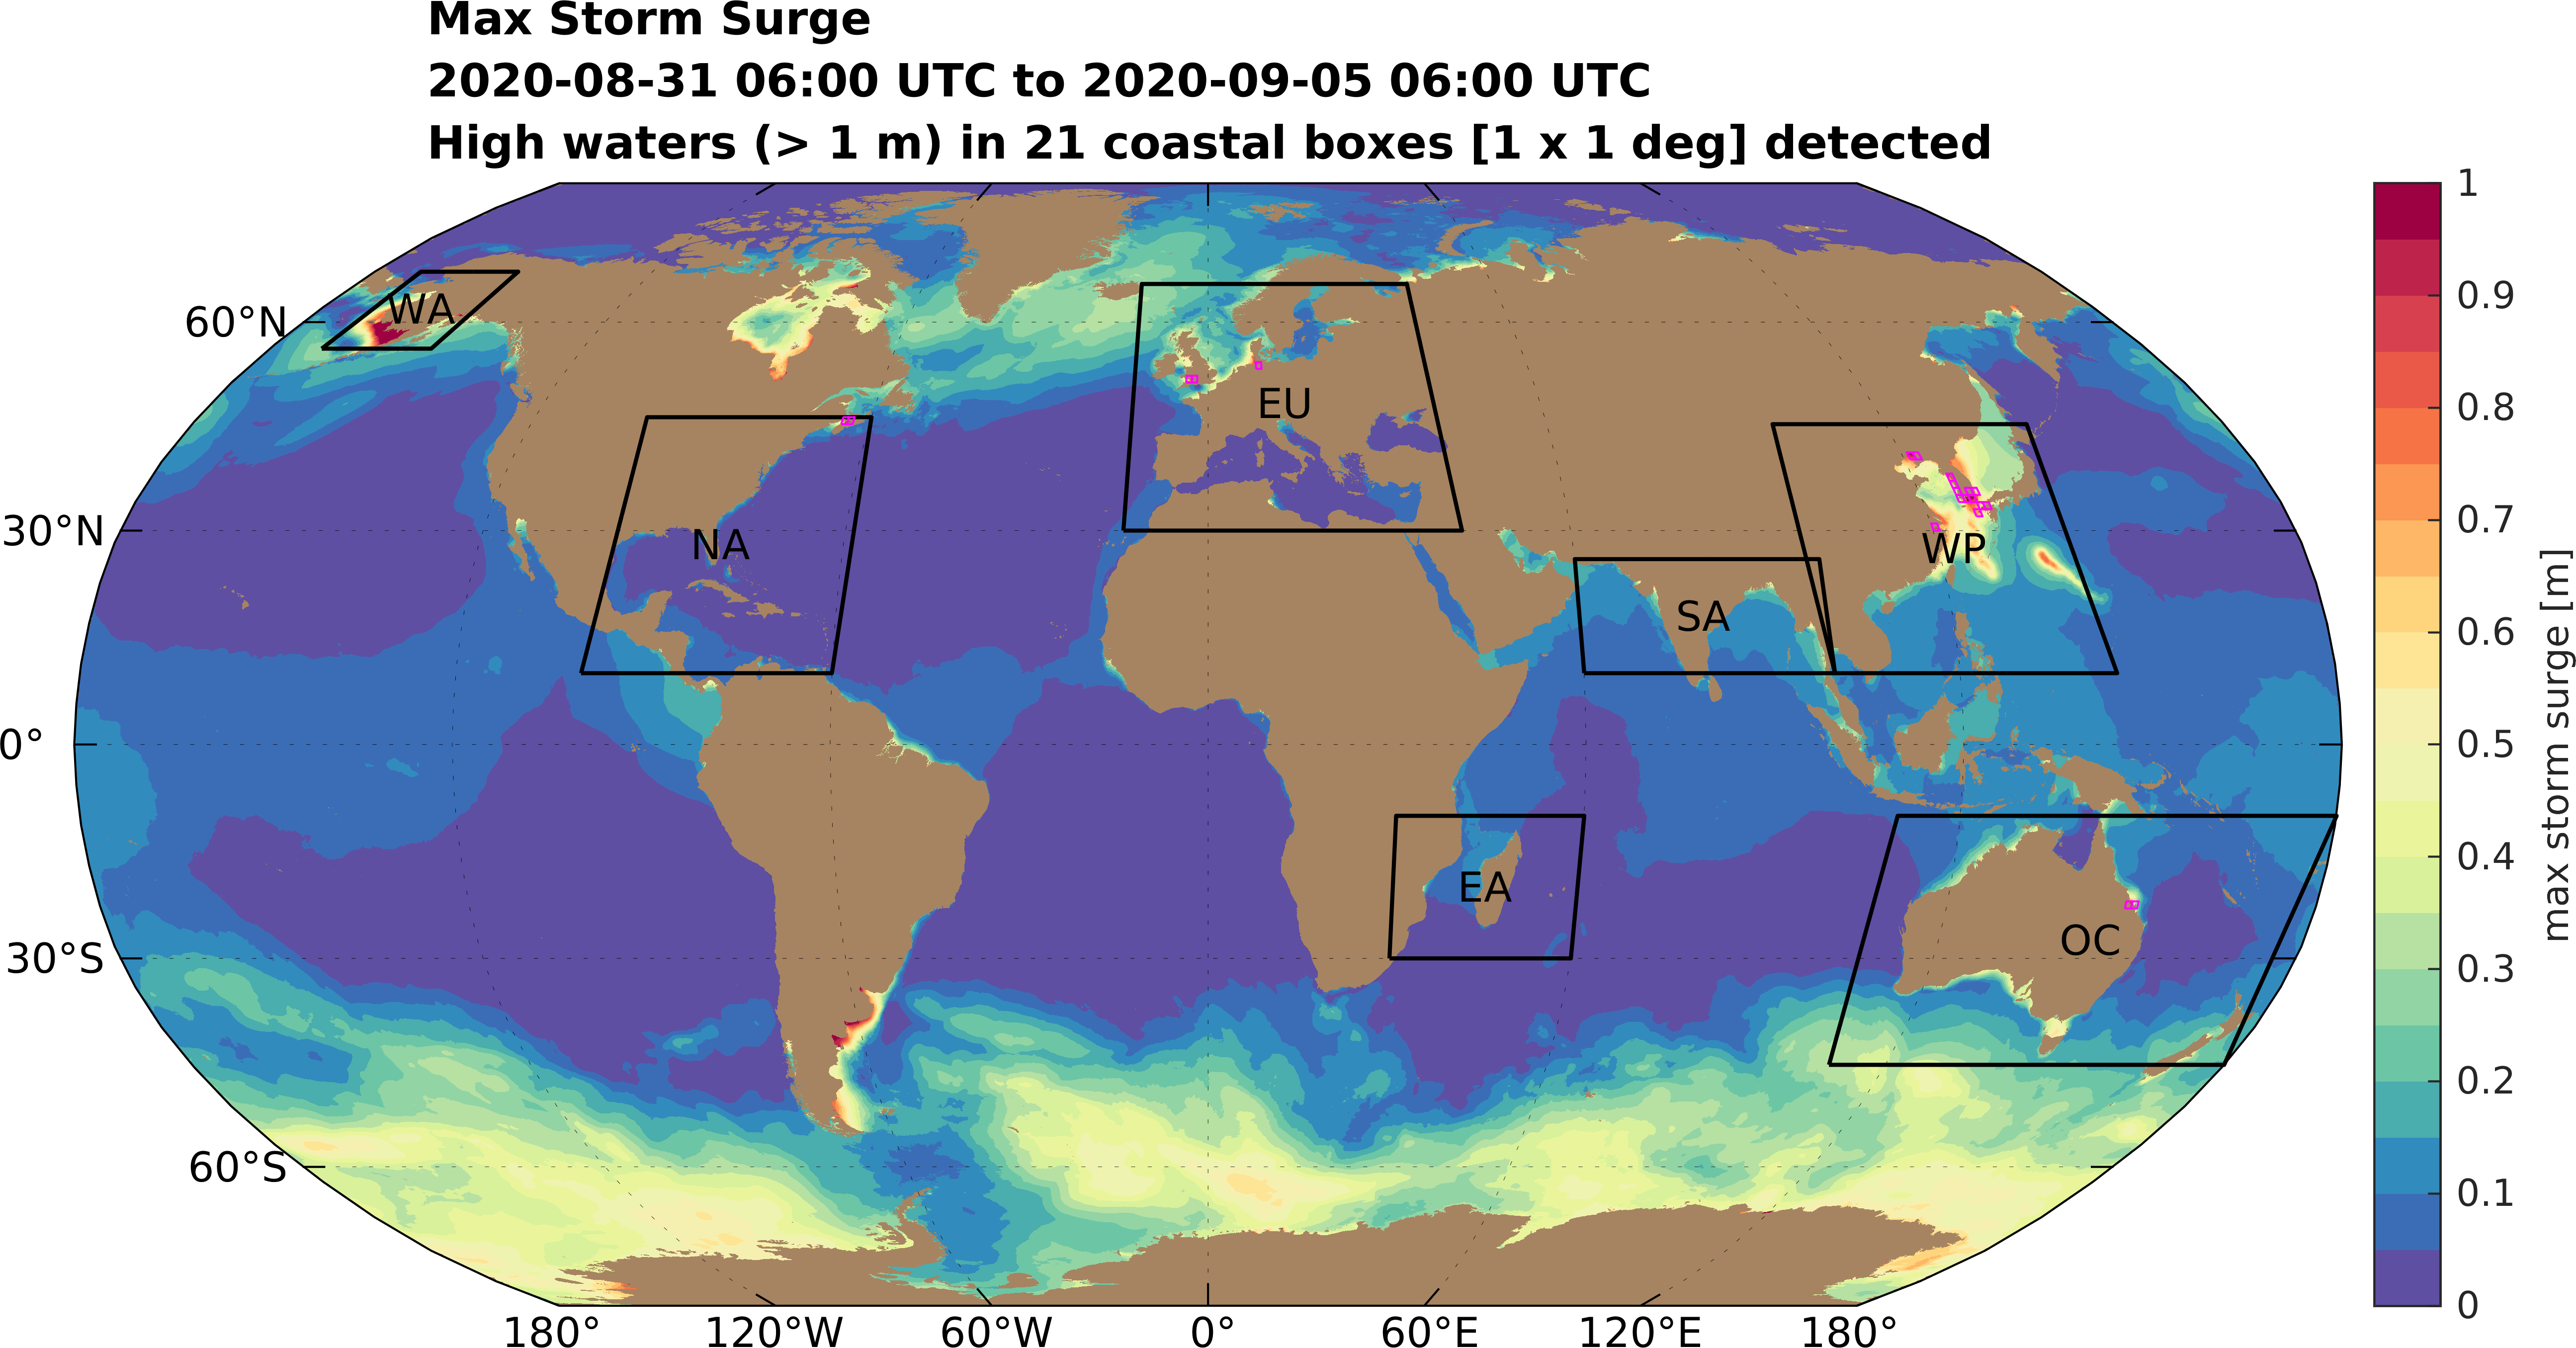 Max Storm Surge
2020-08-31 06:00 UTC to 2020-09-05 06:00 UTC
High waters (> 1 m) in 21 coastal boxes [1 x 1 deg] detected
60°N
30°N
0°
30°S
60°S
WA
NA
EU
SA
WP
EA
OC
180°
120°W
60°W
0°
60°E
120°E
180°
1
0.9
0.8
0.7
0.6
0.5
0.4
0.3
0.2
0.1
0
max storm surge [m]